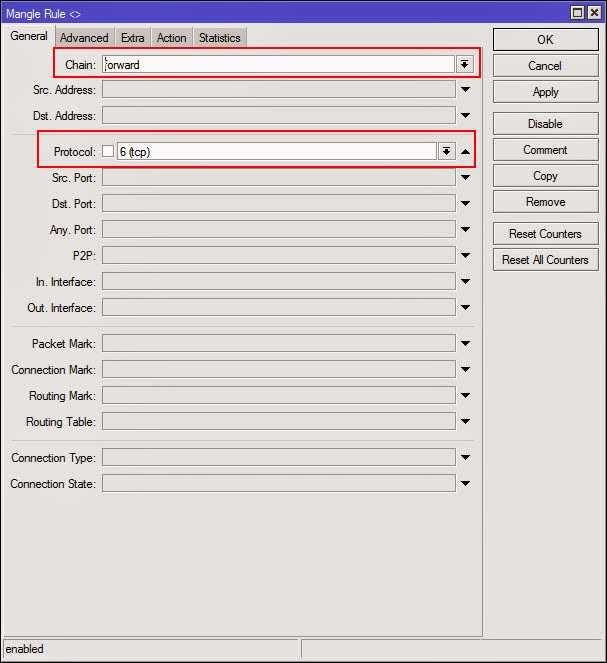 Mangle Rule <>
General Advanced Extra Action Statistics
Chain: forward
Src. Address:
Dst. Address:
Protocol: 6 (tcp)
Src. Port:
Dst. Port:
Any. Port:
P2P:
In. Interface:
Out. Interface:
Packet Mark:
Connection Mark:
Routing Mark:
Routing Table:
Connection Type:
Connection State:
OK
Cancel
Apply
Disable
Comment
Copy
Remove
Reset Counters
Reset All Counters
enabled